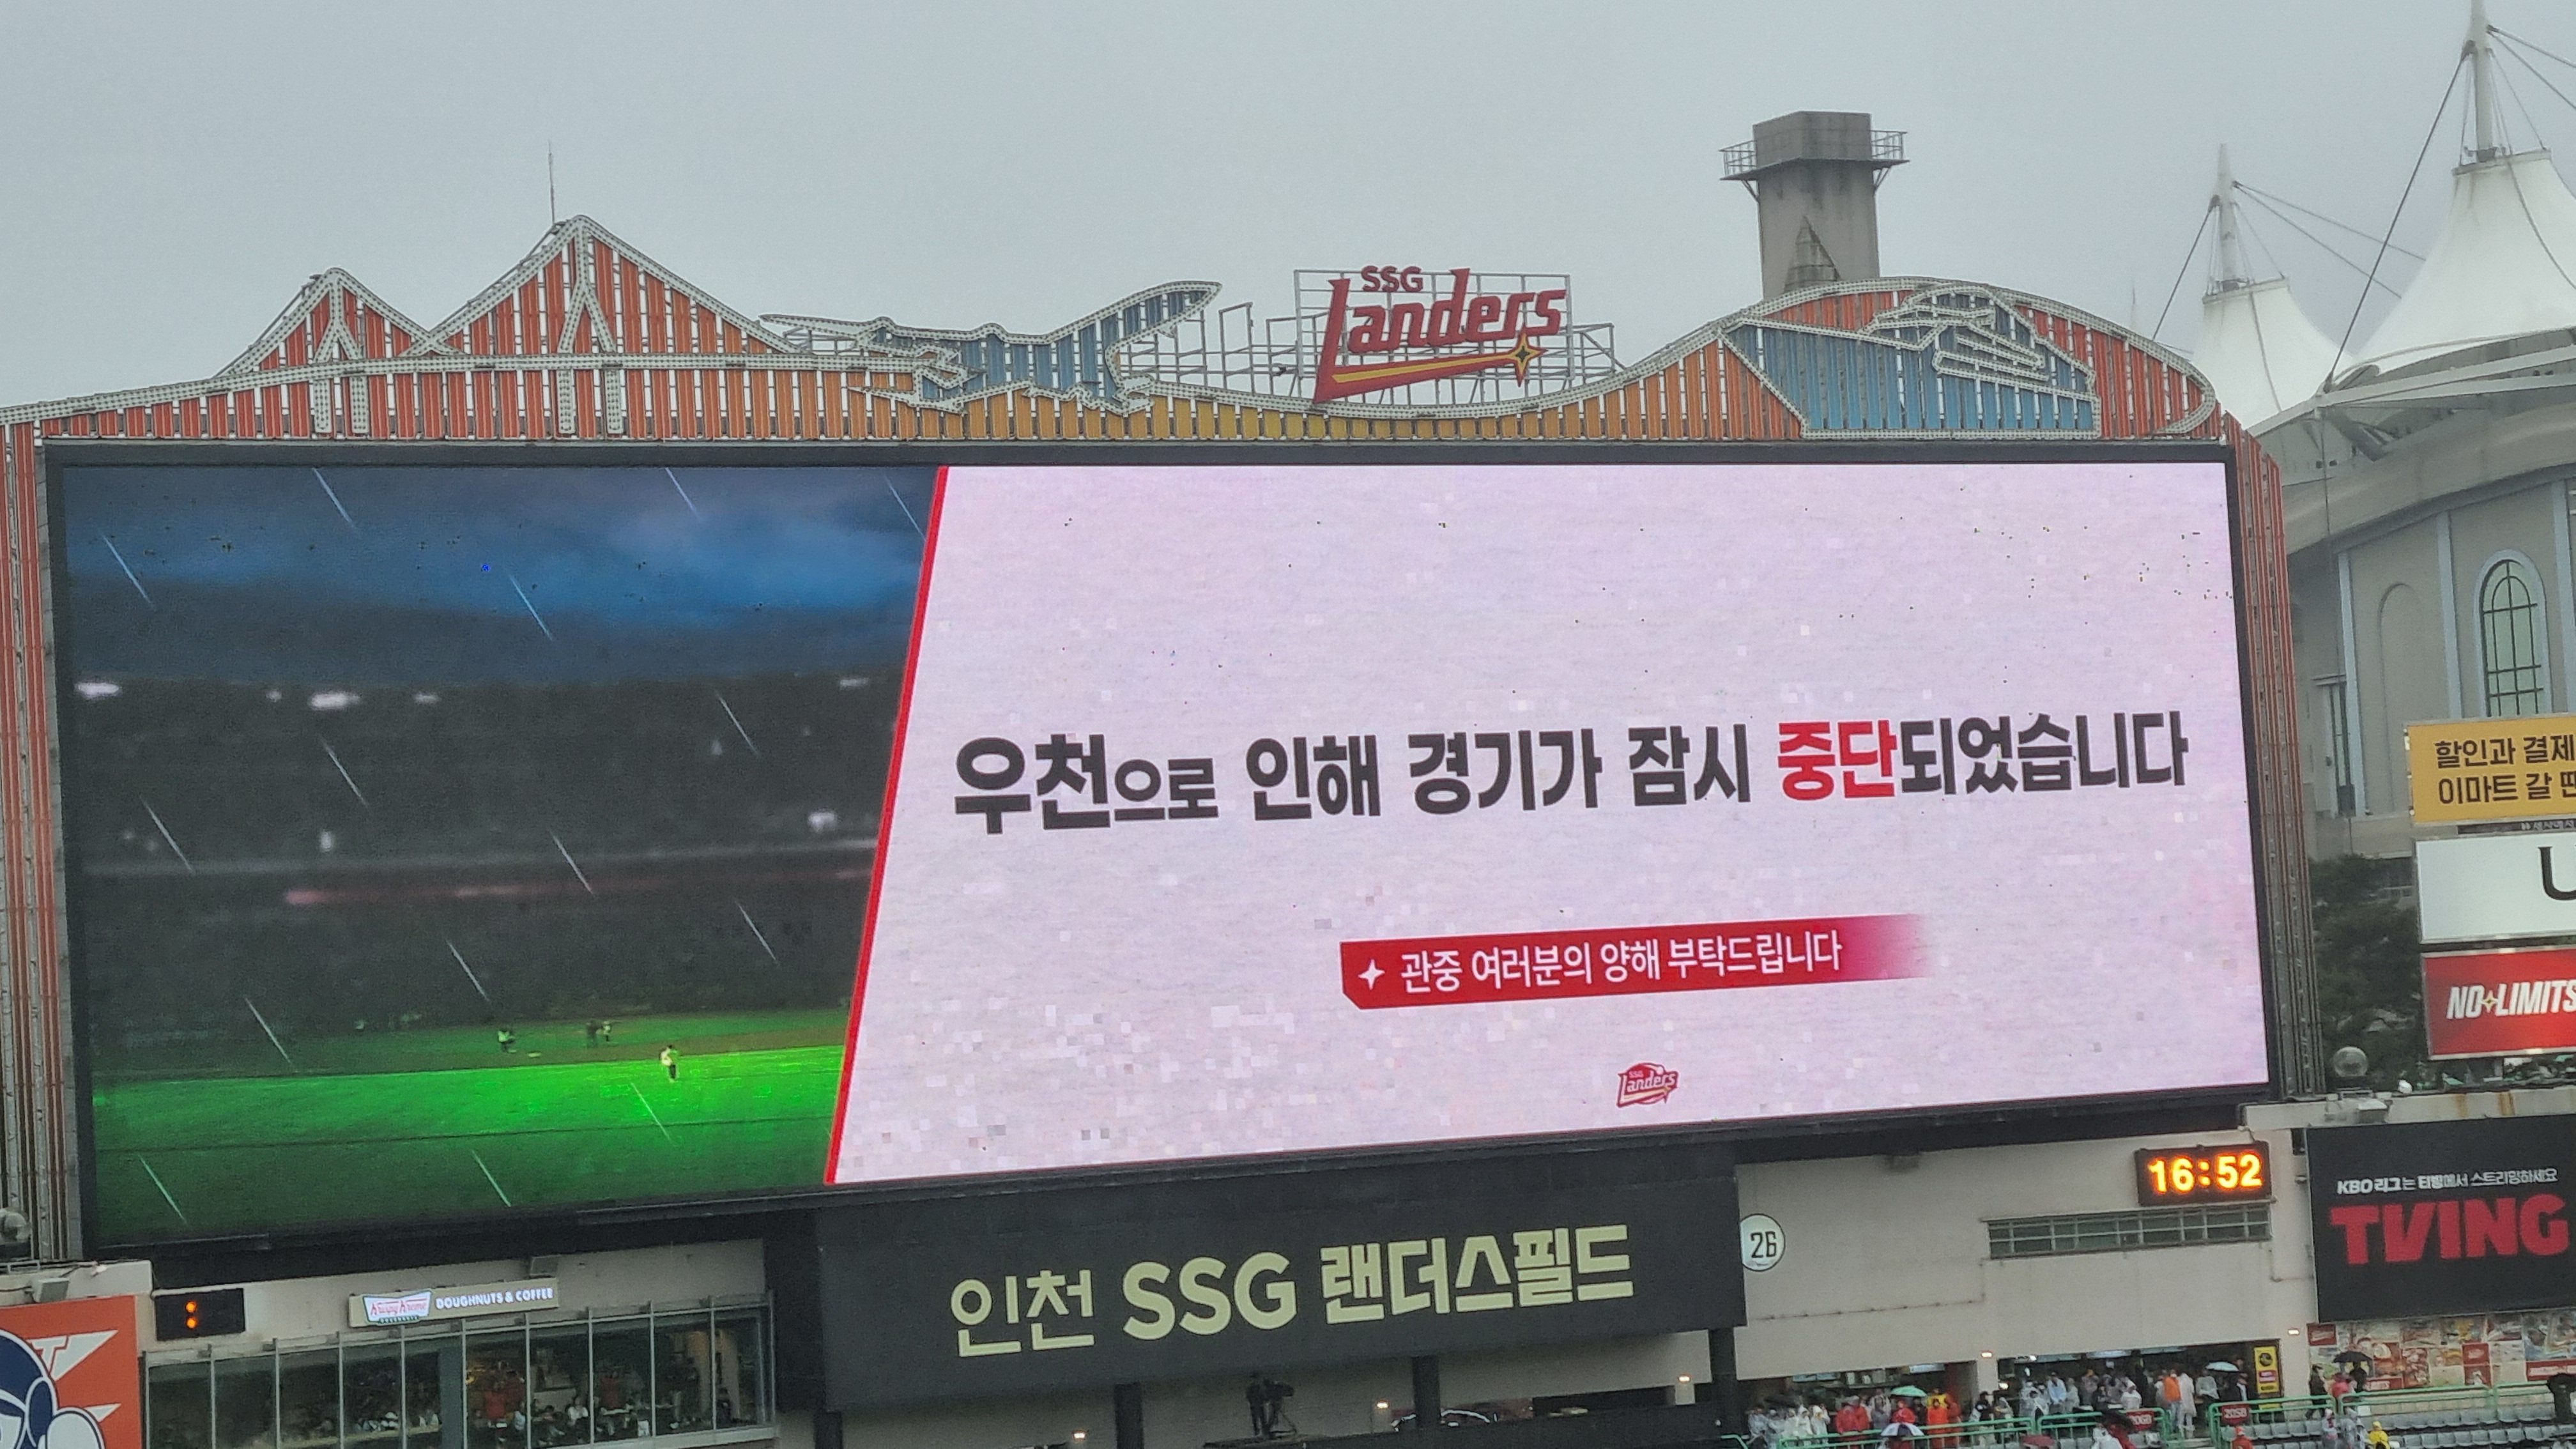 SSG
Landers
우천으로 인해 경기가 잠시 중단되었습니다
관중 여러분의 양해 부탁드립니다
SSG
Landers
할인과 결제
이마트 갈
NO LIMITS
16:52
KBO 리그는 티빙에서 스트리밍하세요
TVING
26
인천 SSG 랜더스필드
Krispy Kreme
DOUGHNUTS & COFFEE